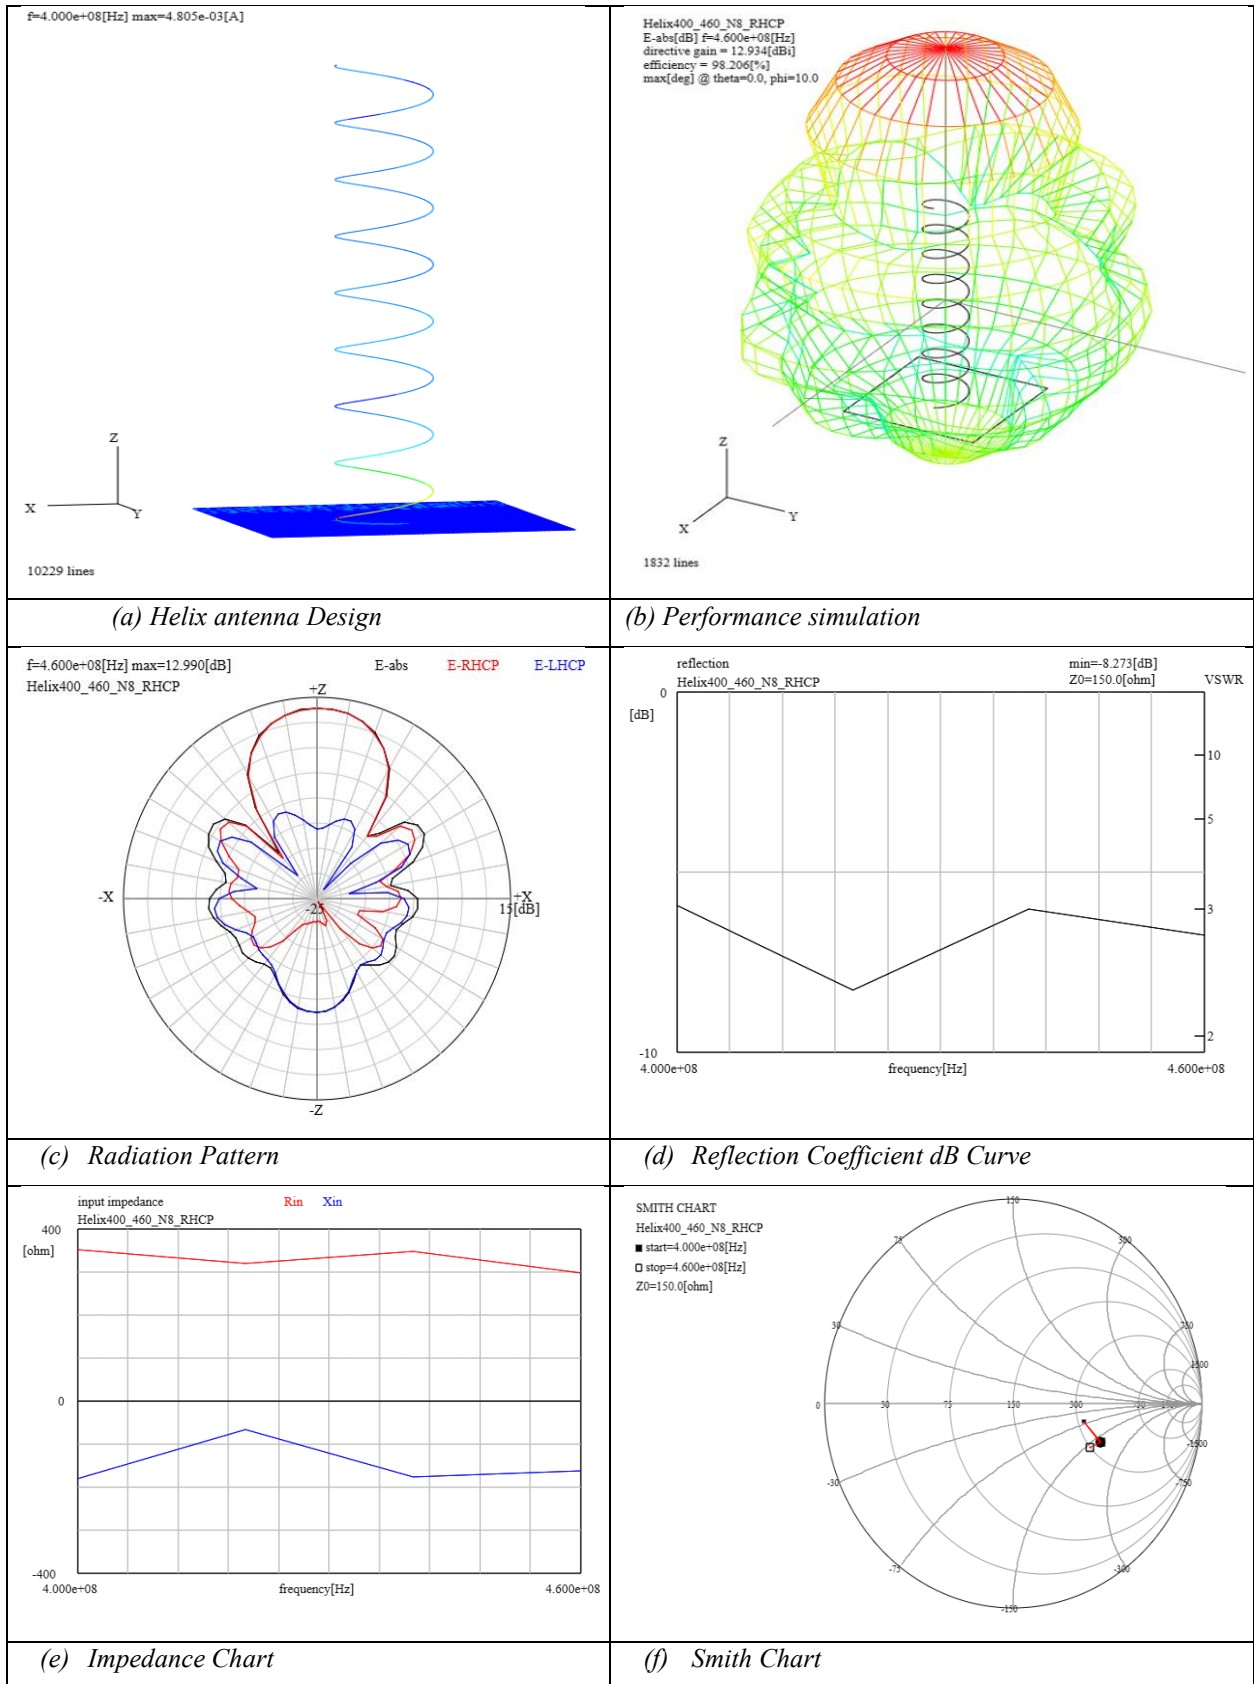 f=4.000e+08[Hz] max=4.805e-03[A]
Z
X
Y
10229 lines
Helix400_460_N8_RHCP
E-abs[dB] f=4.600e+08[Hz]
directive gain = 12.934[dBi]
efficiency = 98.206[%]
max[deg] @ theta=0.0, phi=10.0
Z
Y
X
1832 lines
(a) Helix antenna Design
(b) Performance simulation
f=4.600e+08[Hz] max=12.990[dB] E-abs E-RHCP E-LHCP
Helix400_460_N8_RHCP
+Z
-X
+X
-25
15[dB]
-Z
reflection
Helix400_460_N8_RHCP
min=-8.273[dB]
Z0=150.0[ohm]
VSWR
0
[dB]
10
5
3
2
-10
4.000e+08
frequency[Hz]
4.600e+08
(c) Radiation Pattern
(d) Reflection Coefficient dB Curve
input impedance Rin Xin
Helix400_460_N8_RHCP
400
[ohm]
0
-400
4.000e+08
frequency[Hz]
4.600e+08
SMITH CHART
Helix400_460_N8_RHCP
start=4.000e+08[Hz]
stop=4.600e+08[Hz]
Z0=150.0[ohm]
150
75
300
30
750
1500
0
30
75
150
300
750
-1500
-30
-750
-75
-300
-150
(e) Impedance Chart
(f) Smith Chart